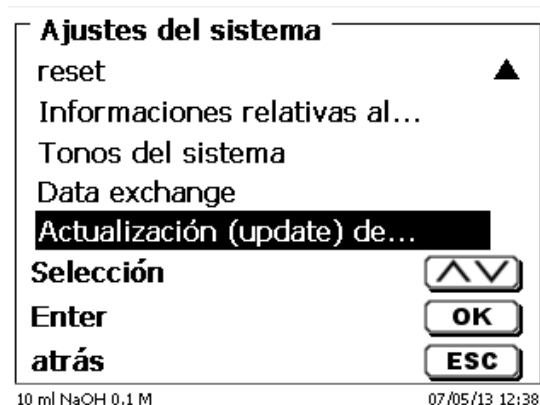 Ajustes del sistema
reset
Informaciones relativas al...
Tonos del sistema
Data exchange
Actualización (update) de...
Selección
Enter OK
atrás ESC
10 ml NaOH 0.1 M 07/05/13 12:38